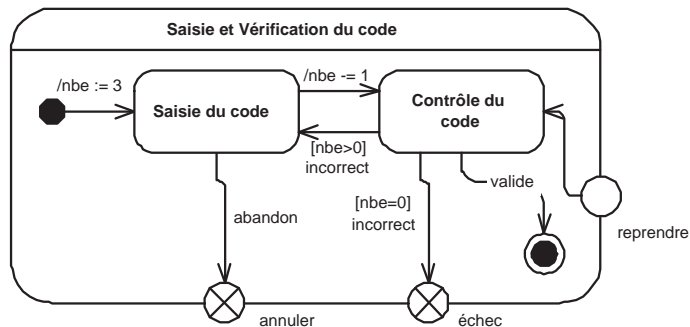 Saisie et Vérification du code
/nbe := 3
Saisie du code
/nbe -= 1
Contrôle du
code
[nbe>0]
incorrect
valide
[nbe=0]
incorrect
abandon
reprendre
annuler
échec